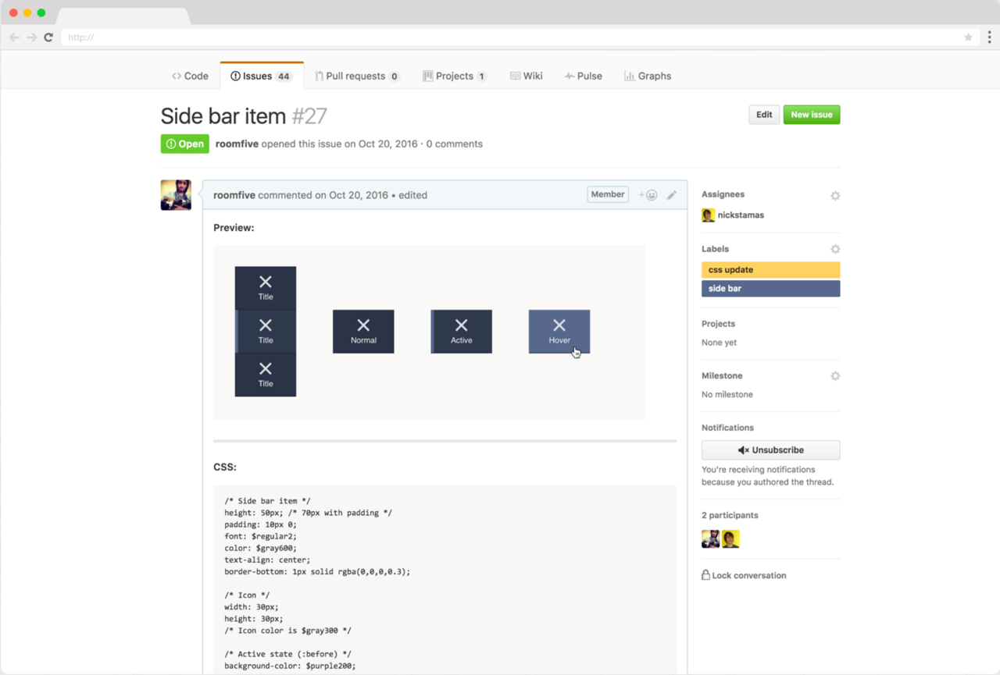 http://
Code
Issues 44
Pull requests 0
Projects 1
Wiki
Pulse
Graphs
Side bar item #27
Edit
New issue
Open
roomfive opened this issue on Oct 20, 2016 · 0 comments
roomfive commented on Oct 20, 2016 • edited
Member
+
Preview:
Title
Title
Title
Normal
Active
Hover
CSS:
/* Side bar item */
height: 50px; /* 70px with padding */
padding: 10px 0;
font: $regular2;
color: $gray600;
text-align: center;
border-bottom: 1px solid rgba(0,0,0,0.3);
/* Icon */
width: 30px;
height: 30px;
/* Icon color is $gray300 */
/* Active state (:before) */
background-color: $purple200;
Assignees
nickstamas
Labels
css update
side bar
Projects
None yet
Milestone
No milestone
Notifications
Unsubscribe
You're receiving notifications
because you authored the thread.
2 participants
Lock conversation